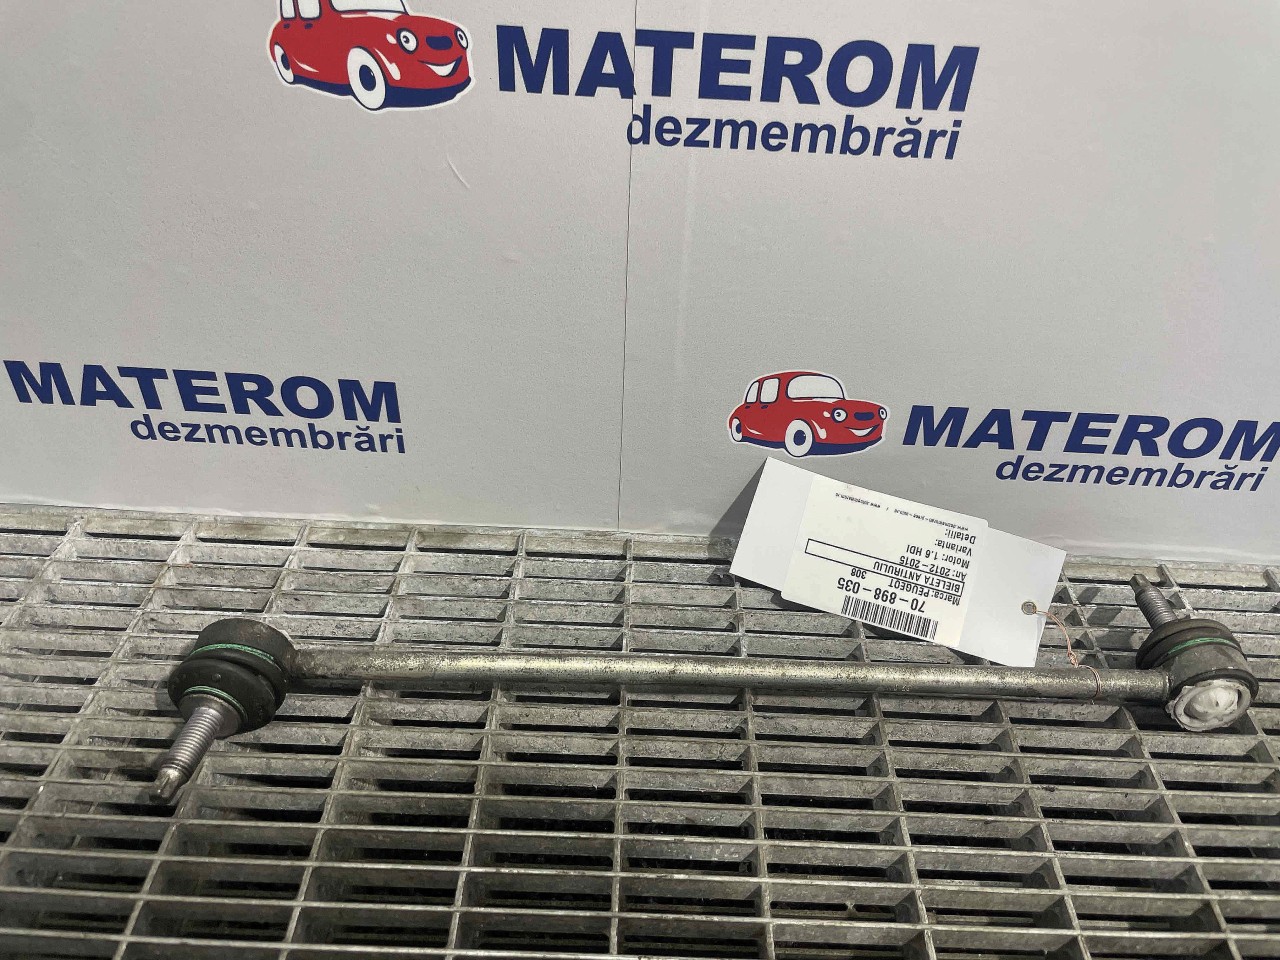 MATEROM
dezmembrări
MATEROM
dezmembrări
MATEROM
dezmembrări
70-898-035
Marca: PEUGEOT 308
BIELETA ANTIRULIU
An: 2012-2015
Motor: 1.6 HDI
Varianta:
Detalii: